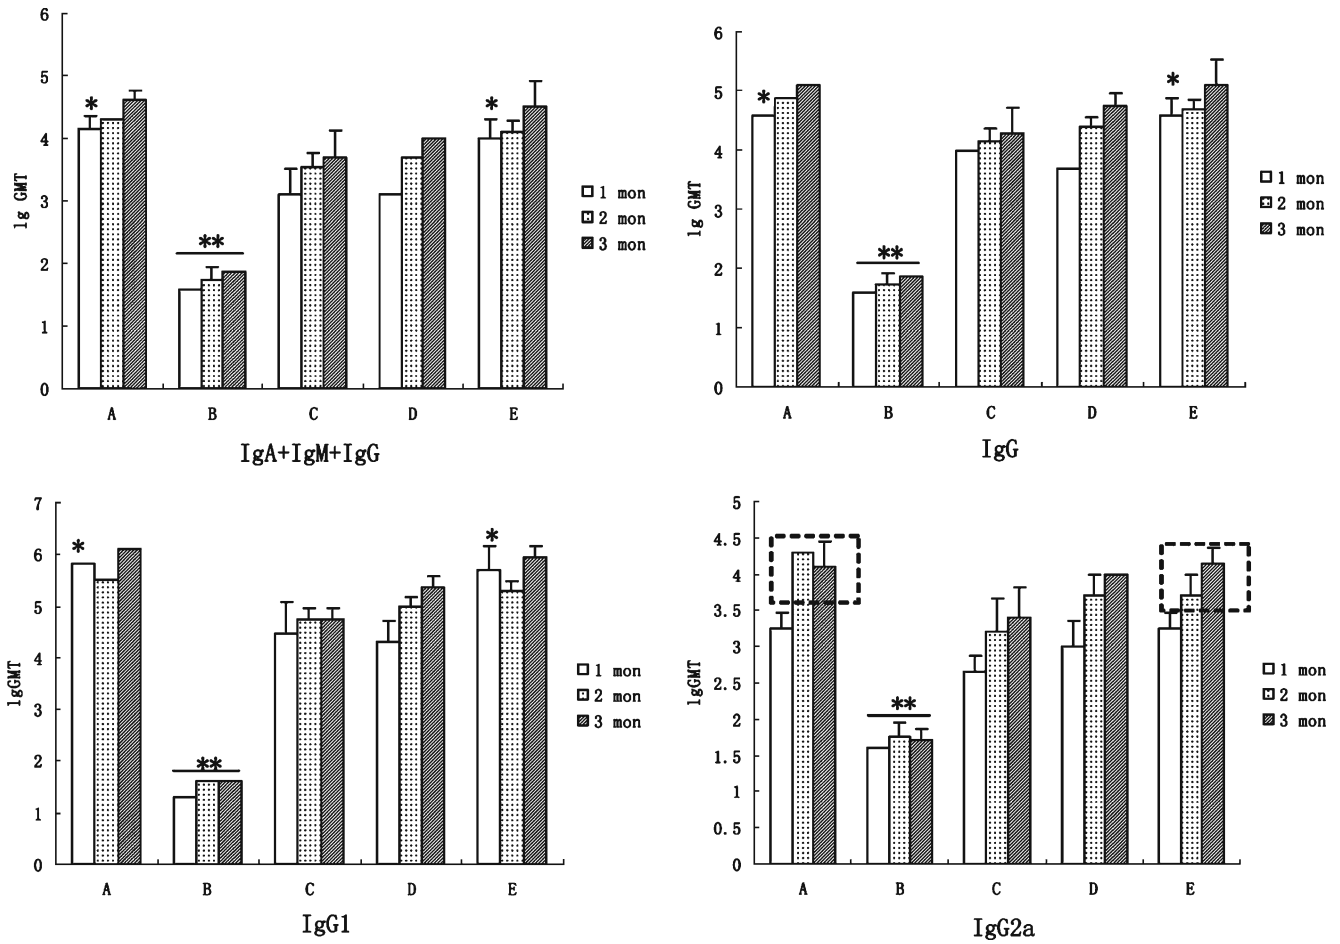 6
5
4
3
2
1
0
lg GMT
*
**
*
A B C D E
IgA+IgM+IgG
1 mon
2 mon
3 mon
6
5
4
3
2
1
0
lg GMT
*
**
*
A B C D E
IgG
1 mon
2 mon
3 mon
7
6
5
4
3
2
1
0
lgGMT
*
**
*
A B C D E
IgG1
1 mon
2 mon
3 mon
5
4.5
4
3.5
3
2.5
2
1.5
1
0.5
0
lgGMT
**
A B C D E
IgG2a
1 mon
2 mon
3 mon